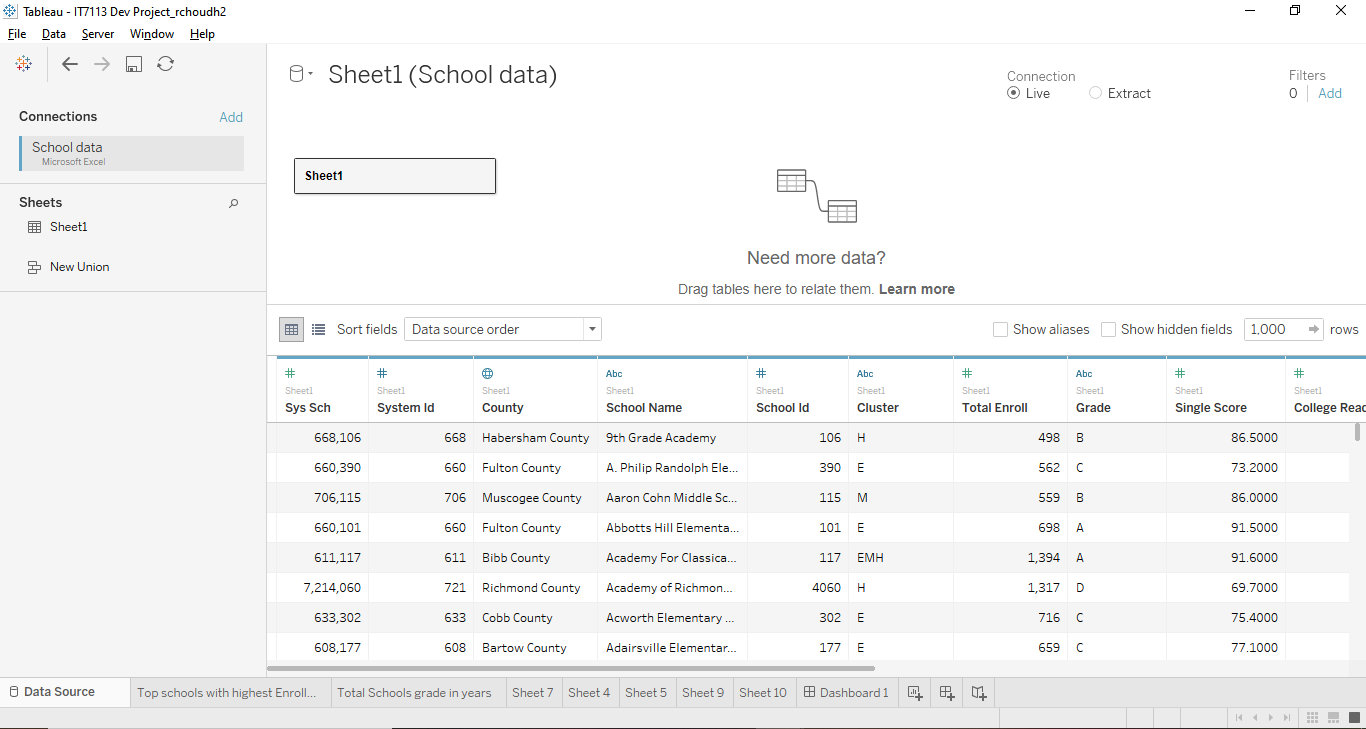 Tableau - IT7113 Dev Project_rchoudh2
File Data Server Window Help
Connections Add
School data
Microsoft Excel
Sheets
Sheet1
New Union
Sheet1 (School data)
Connection
Live Extract
Filters
0 Add
Sheet1
Need more data?
Drag tables here to relate them. Learn more
Sort fields Data source order Show aliases Show hidden fields 1,000 rows
# # Abc # Abc # Abc # #
Sheet1 Sheet1 Sheet1 Sheet1 Sheet1 Sheet1 Sheet1 Sheet1 Sheet1 Sheet1
Sys Sch System Id County School Name School Id Cluster Total Enroll Grade Single Score College Reac
668,106 668 Habersham County 9th Grade Academy 106 H 498 B 86.5000
660,390 660 Fulton County A. Philip Randolph Ele... 390 E 562 C 73.2000
706,115 706 Muscogee County Aaron Cohn Middle Sc... 115 M 559 B 86.0000
660,101 660 Fulton County Abbotts Hill Elementa... 101 E 698 A 91.5000
611,117 611 Bibb County Academy For Classica... 117 EMH 1,394 A 91.6000
7,214,060 721 Richmond County Academy of Richmon... 4060 H 1,317 D 69.7000
633,302 633 Cobb County Acworth Elementary ... 302 E 716 C 75.4000
608,177 608 Bartow County Adairsville Elementar... 177 E 659 C 77.1000
Data Source Top schools with highest Enroll... Total Schools grade in years Sheet 7 Sheet 4 Sheet 5 Sheet 9 Sheet 10 Dashboard 1